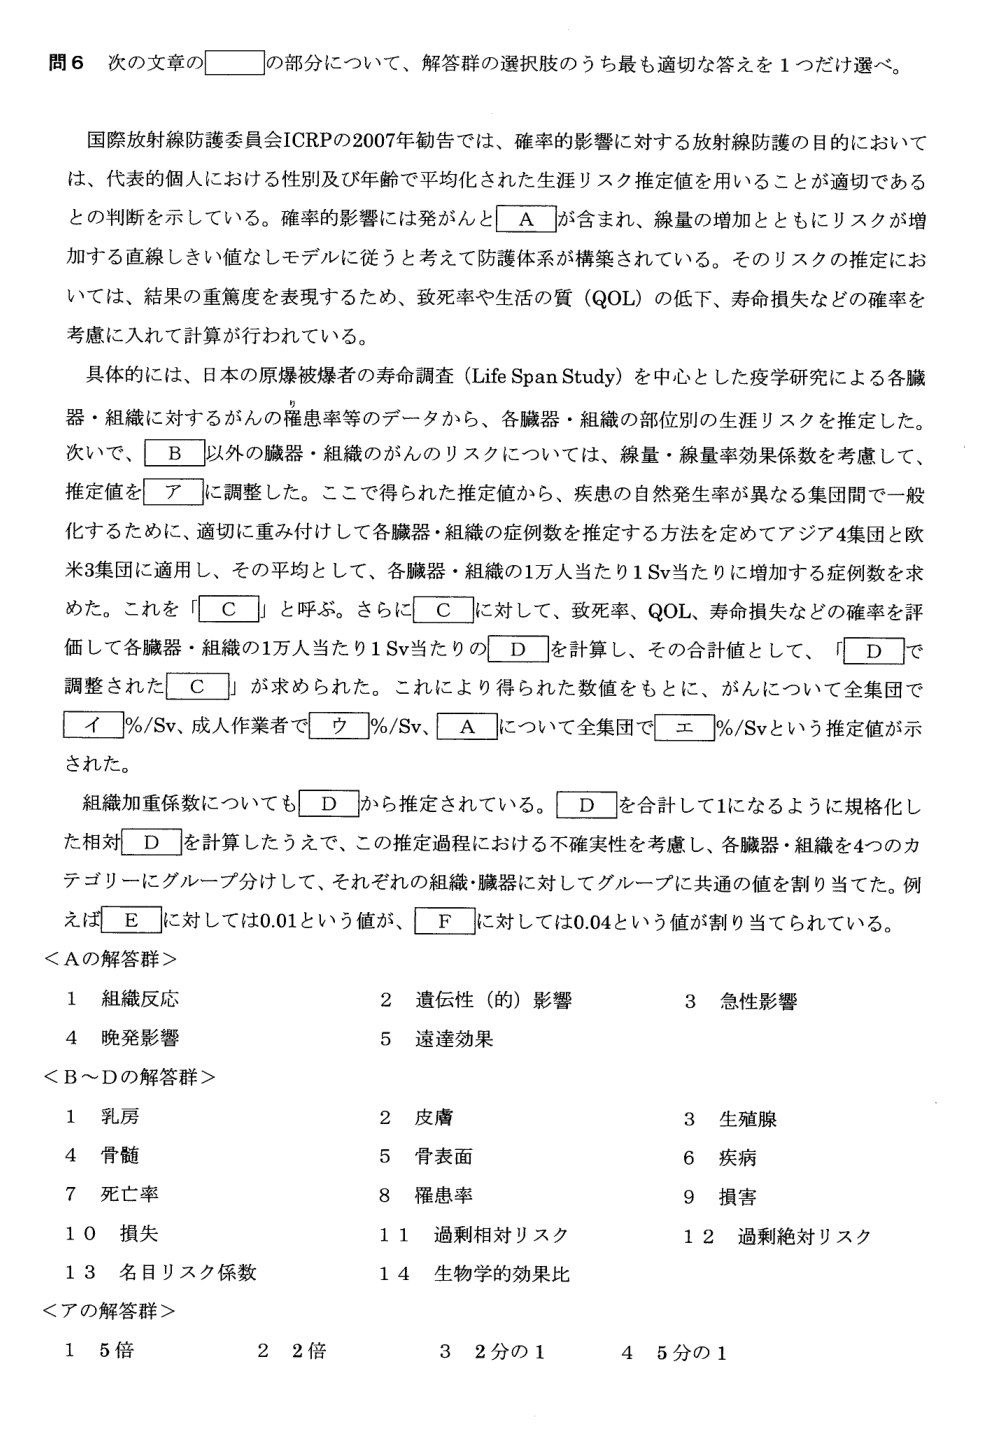 問6 次の文章の の部分について、解答群の選択肢のうち最も適切な答えを1つだけ選べ。
国際放射線防護委員会ICRPの2007年勧告では、確率的影響に対する放射線防護の目的において
は、代表的個人における性別及び年齢で平均化された生涯リスク推定値を用いることが適切である
との判断を示している。確率的影響には発がんと A が含まれ、線量の増加とともにリスクが増
加する直線しきい値なしモデルに従うと考えて防護体系が構築されている。そのリスクの推定にお
いては、結果の重篤度を表現するため、致死率や生活の質（QOL）の低下、寿命損失などの確率を
考慮に入れて計算が行われている。
具体的には、日本の原爆被爆者の寿命調査（Life Span Study）を中心とした疫学研究による各臓
り
器・組織に対するがんの罹患率等のデータから、各臓器・組織の部位別の生涯リスクを推定した。
次いで、 B 以外の臓器・組織のがんのリスクについては、線量・線量率効果係数を考慮して、
推定値を ア に調整した。ここで得られた推定値から、疾患の自然発生率が異なる集団間で一般
化するために、適切に重み付けして各臓器・組織の症例数を推定する方法を定めてアジア4集団と欧
米3集団に適用し、その平均として、各臓器・組織の1万人当たり1 Sv当たりに増加する症例数を求
めた。これを「 C 」と呼ぶ。さらに C に対して、致死率、QOL、寿命損失などの確率を評
価して各臓器・組織の1万人当たり1 Sv当たりの D を計算し、その合計値として、「 D で
調整された C 」が求められた。これにより得られた数値をもとに、がんについて全集団で
イ %/Sv、成人作業者で ウ %/Sv、 A について全集団で エ %/Svという推定値が示
された。
組織加重係数についても D から推定されている。 D を合計して1になるように規格化し
た相対 D を計算したうえで、この推定過程における不確実性を考慮し、各臓器・組織を4つのカ
テゴリーにグループ分けして、それぞれの組織・臓器に対してグループに共通の値を割り当てた。例
えば E に対しては0.01という値が、 F に対しては0.04という値が割り当てられている。
＜Aの解答群＞
1 組織反応 2 遺伝性（的）影響 3 急性影響
4 晩発影響 5 遠達効果
＜B～Dの解答群＞
1 乳房 2 皮膚 3 生殖腺
4 骨髄 5 骨表面 6 疾病
7 死亡率 8 罹患率 9 損害
10 損失 11 過剰相対リスク 12 過剰絶対リスク
13 名目リスク係数 14 生物学的効果比
＜アの解答群＞
1 5倍 2 2倍 3 2分の1 4 5分の1